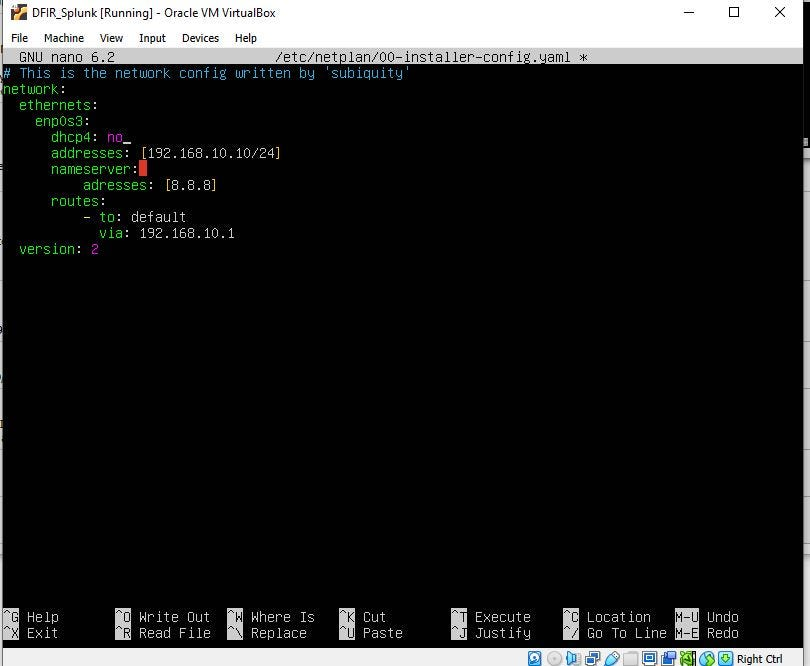 DFIR_Splunk [Running] - Oracle VM VirtualBox
File Machine View Input Devices Help
GNU nano 6.2 /etc/netplan/00-installer-config.yaml *
# This is the network config written by 'subiquity'
network:
  ethernets:
    enp0s3:
      dhcp4: no_
      addresses: [192.168.10.10/24]
      nameserver:
          adresses: [8.8.8]
      routes:
          - to: default
            via: 192.168.10.1
  version: 2
^G Help ^O Write Out ^W Where Is ^K Cut ^T Execute ^C Location M-U Undo
^X Exit ^R Read File ^\ Replace ^U Paste ^J Justify ^/ Go To Line M-E Redo
Right Ctrl